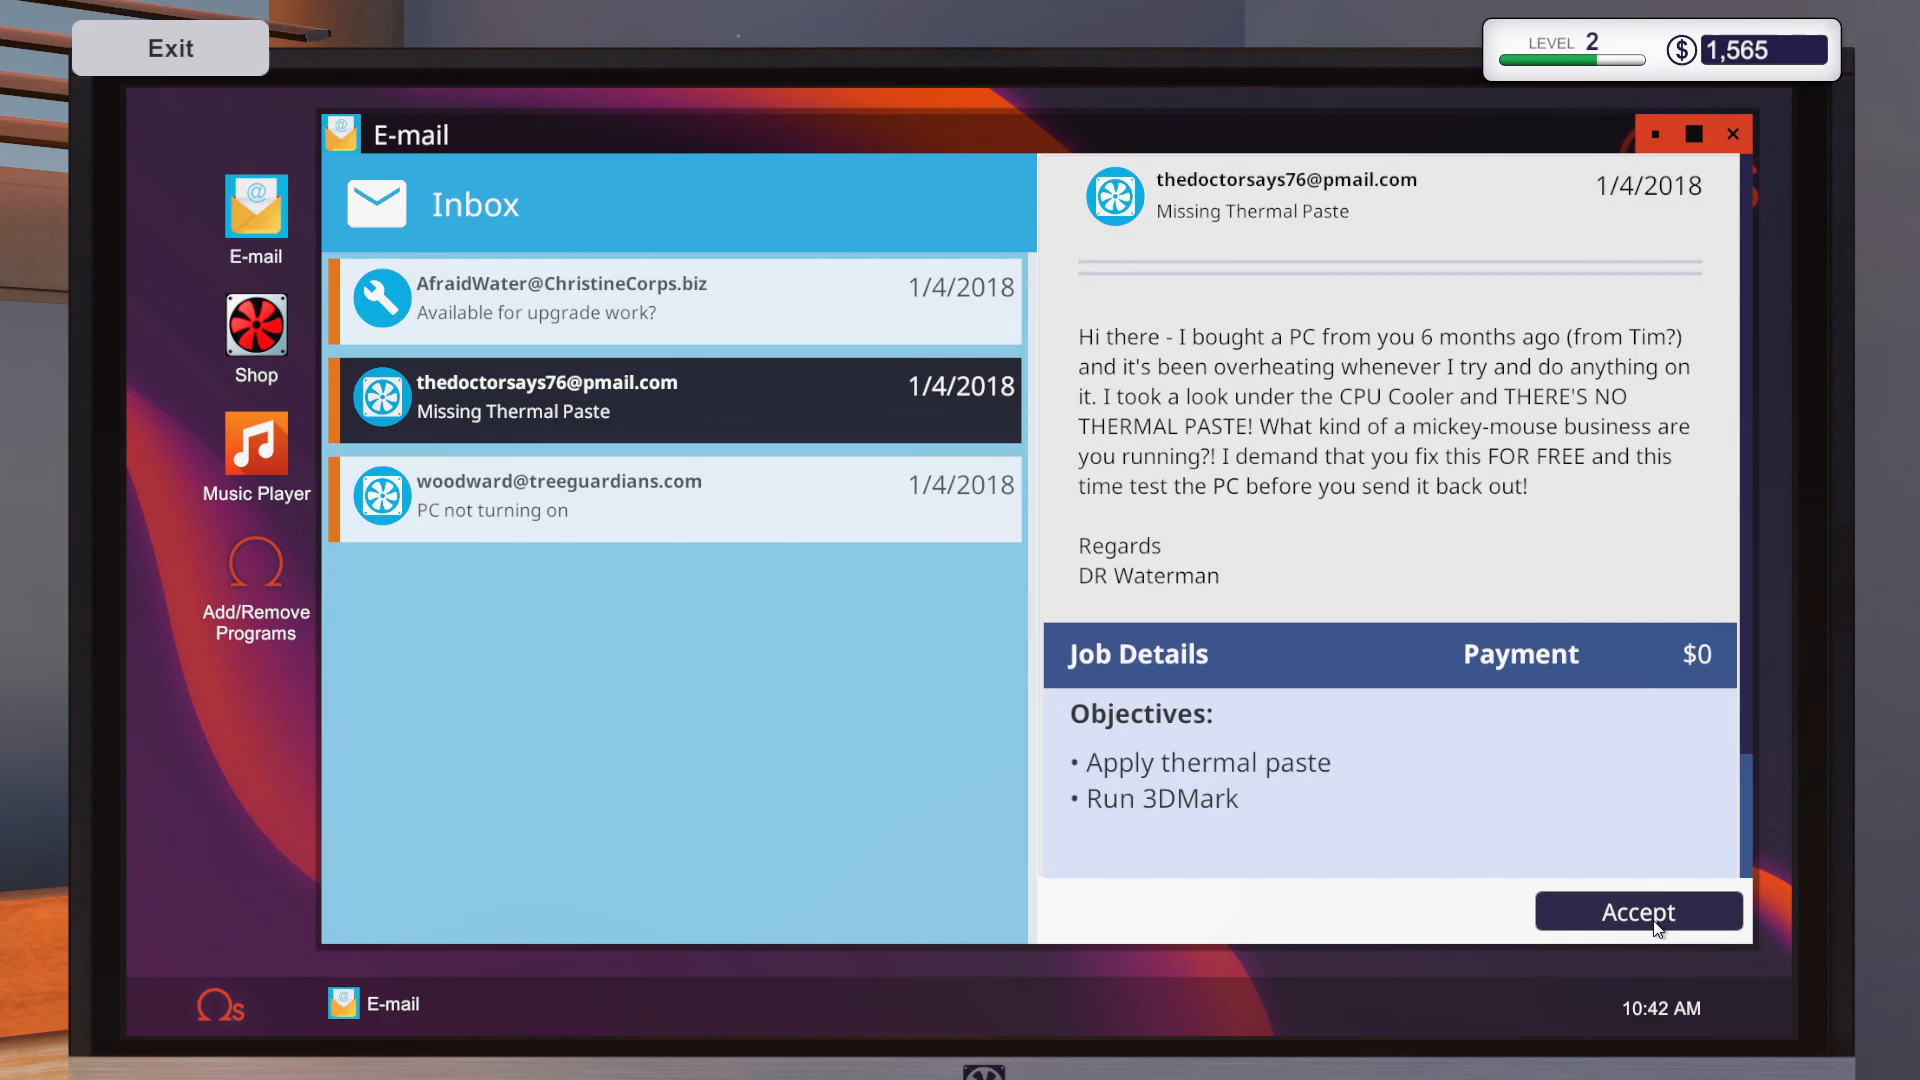 Exit
LEVEL 2
$ 1,565
E-mail
E-mail
Shop
Music Player
Add/Remove
Programs
Inbox
AfraidWater@ChristineCorps.biz
1/4/2018
Available for upgrade work?
thedoctorsays76@pmail.com
1/4/2018
Missing Thermal Paste
woodward@treeguardians.com
1/4/2018
PC not turning on
thedoctorsays76@pmail.com
1/4/2018
Missing Thermal Paste
Hi there - I bought a PC from you 6 months ago (from Tim?)
and it's been overheating whenever I try and do anything on
it. I took a look under the CPU Cooler and THERE'S NO
THERMAL PASTE! What kind of a mickey-mouse business are
you running?! I demand that you fix this FOR FREE and this
time test the PC before you send it back out!
Regards
DR Waterman
Job Details Payment $0
Objectives:
• Apply thermal paste
• Run 3DMark
Accept
Ωs
E-mail
10:42 AM